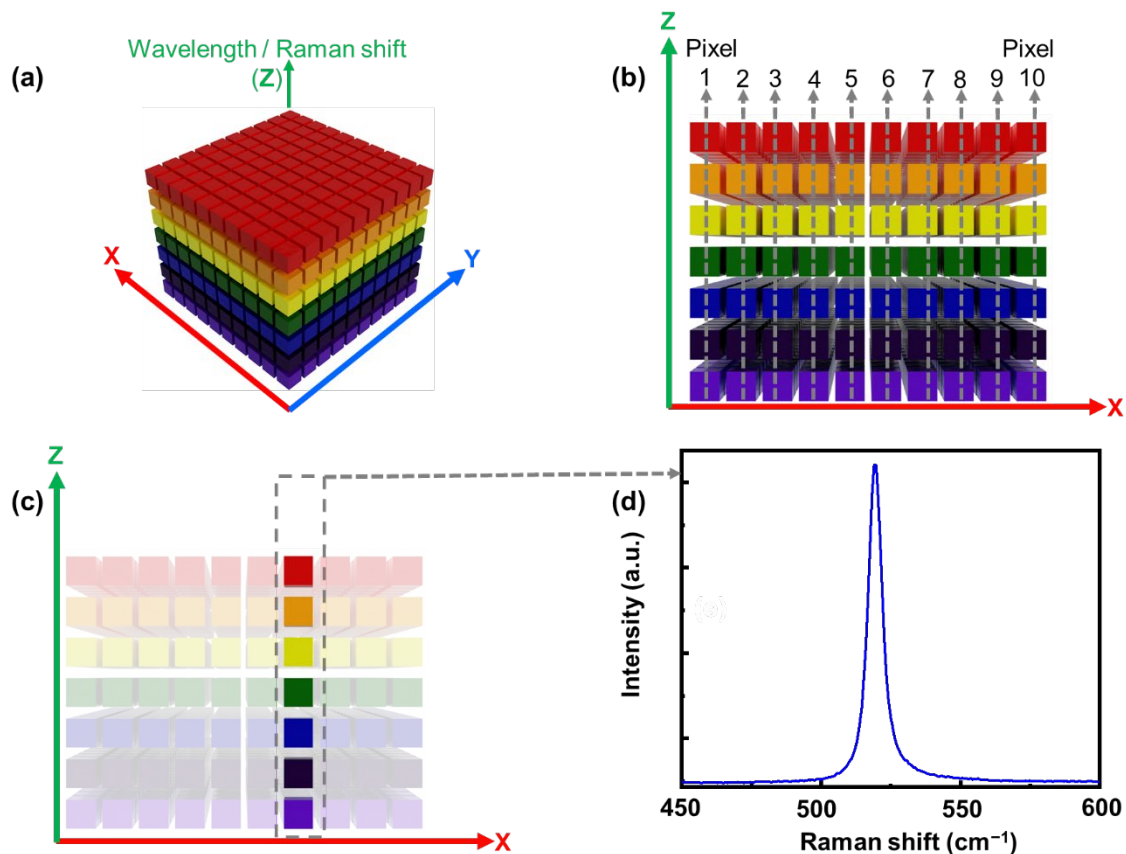 Wavelength / Raman shift
(Z)
(a)
X
Y
(b)
Z
Pixel Pixel
1 2 3 4 5 6 7 8 9 10
X
(c)
Z
X
(d)
Intensity (a.u.)
450 500 550 600
Raman shift (cm⁻¹)